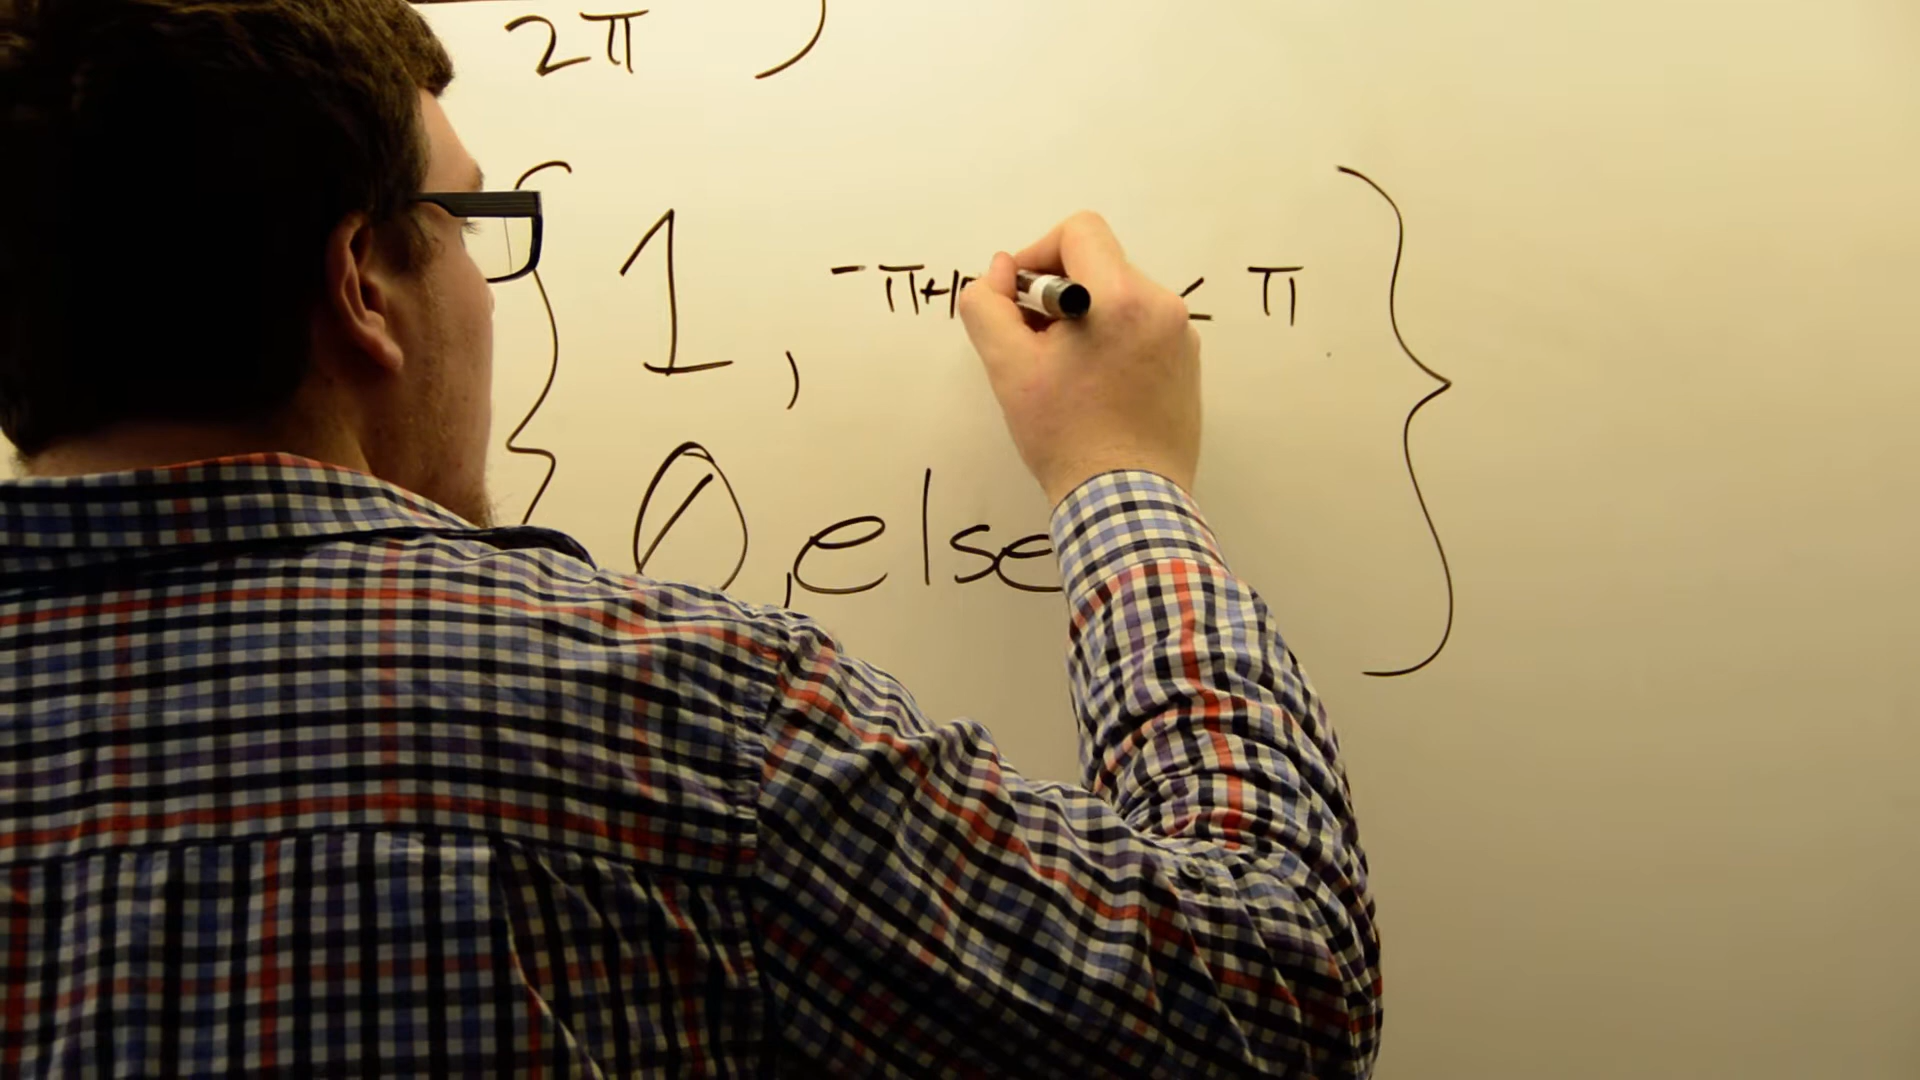 2π )
{ 1, -π+ ≤ π }
0, else